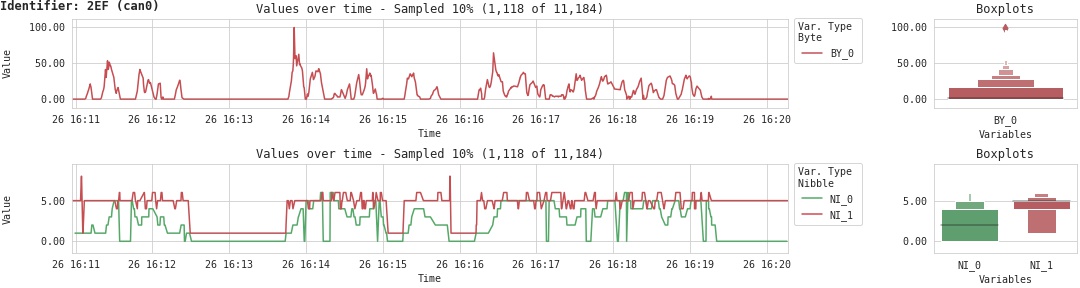 Identifier: 2EF (can0)
Values over time - Sampled 10% (1,118 of 11,184)
Value
100.00
50.00
0.00
26 16:11 26 16:12 26 16:13 26 16:14 26 16:15 26 16:16 26 16:17 26 16:18 26 16:19 26 16:20
Time
Var. Type
Byte
BY_0
Boxplots
100.00
50.00
0.00
BY_0
Variables
Values over time - Sampled 10% (1,118 of 11,184)
Value
5.00
0.00
26 16:11 26 16:12 26 16:13 26 16:14 26 16:15 26 16:16 26 16:17 26 16:18 26 16:19 26 16:20
Time
Var. Type
Nibble
NI_0
NI_1
Boxplots
5.00
0.00
NI_0 NI_1
Variables